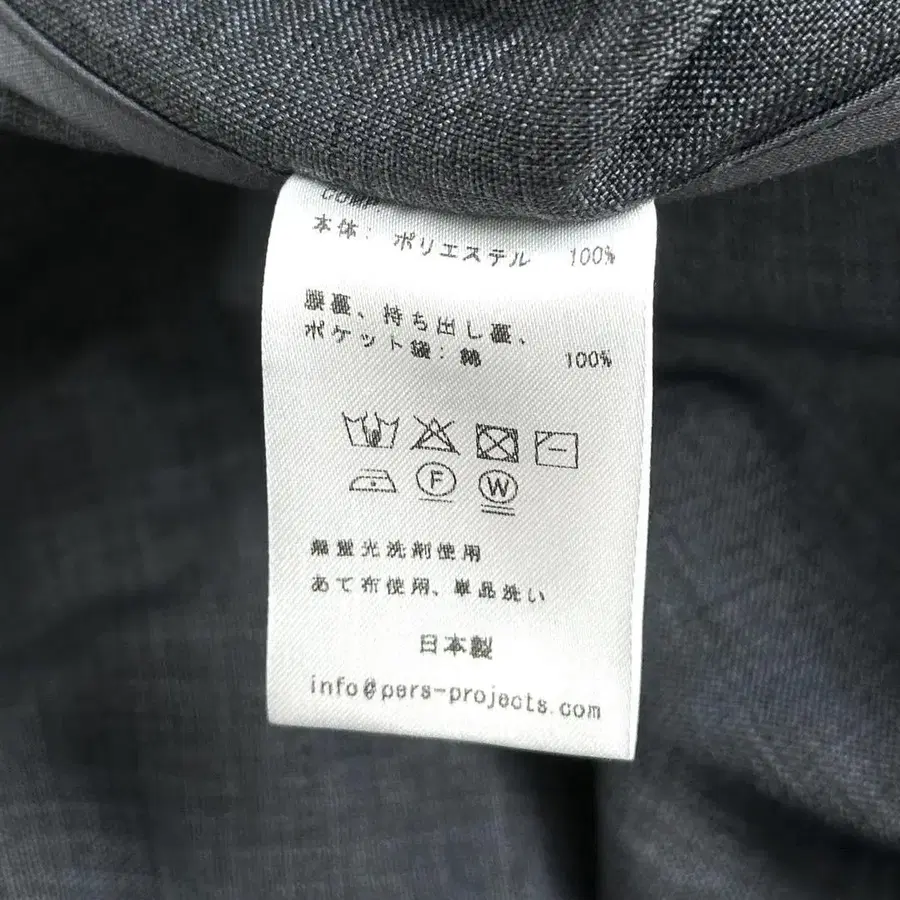 COMP.
本体: ポリエステル 100%
腰裏、持ち出し裏、
ポケット袋: 綿 100%
F
W
無蛍光洗剤使用
あて布使用、単品洗い
日本製
info@pers-projects.com